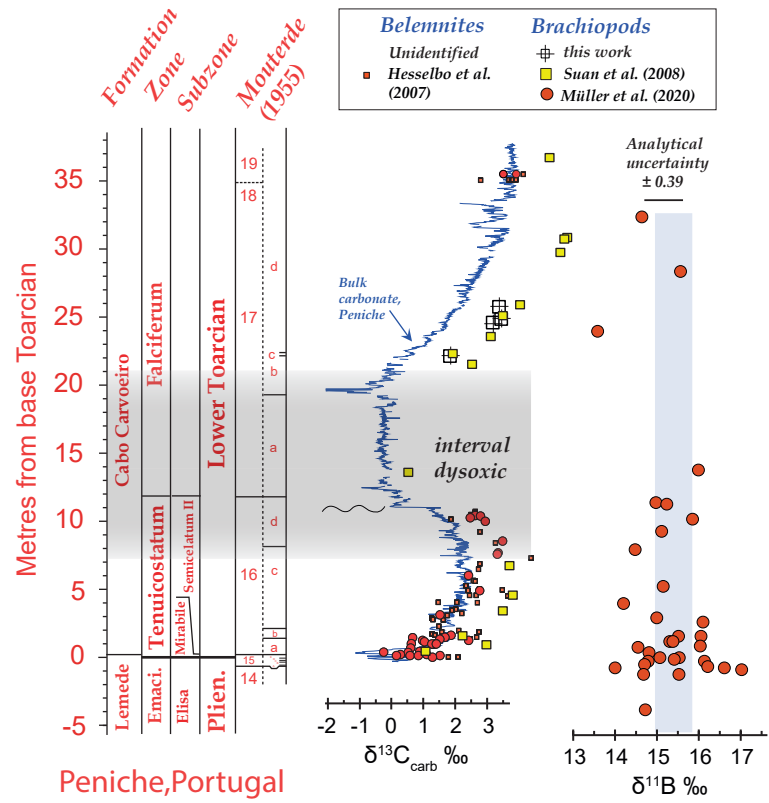 Formation
Zone
Subzone
Mouterde
(1955)
Belemnites
Brachiopods
Unidentified
this work
Hesselbo et al.
(2007)
Suan et al. (2008)
Müller et al. (2020)
Analytical
uncertainty
± 0.39
Metres from base Toarcian
35
30
25
20
15
10
5
0
-5
Cabo Carvoeiro
Lemede
Falciferum
Tenuicostatum
Emaci.
Semicelatum II
Mirabile
Elisa
Lower Toarcian
Plien.
19
18
17
16
15
14
d
c
b
a
d
c
b
a
Bulk
carbonate,
Peniche
interval
dysoxic
-2 -1 0 1 2 3
δ13Ccarb ‰
13 14 15 16 17
δ11B ‰
Peniche,Portugal